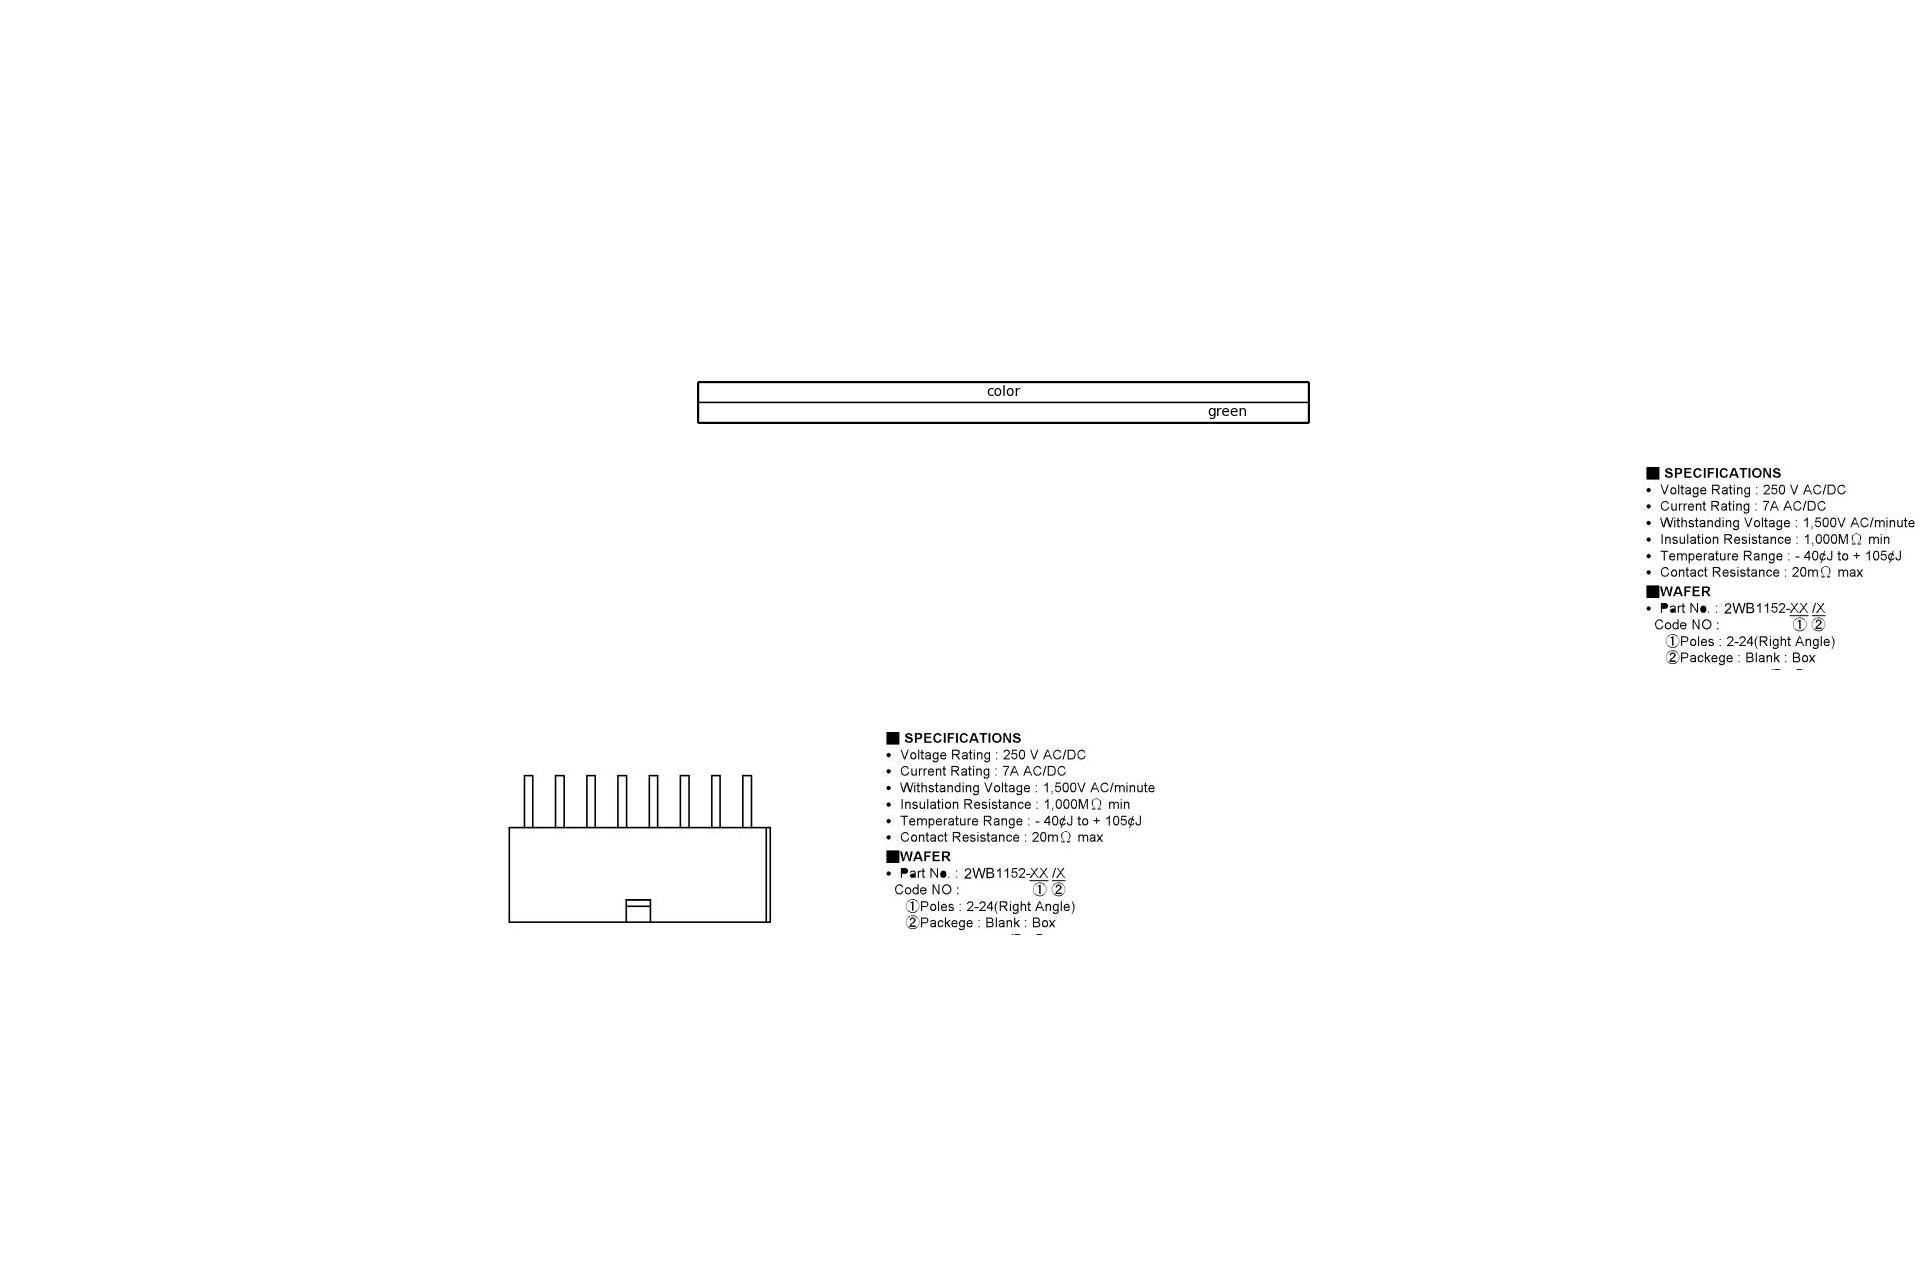 color
green
■ SPECIFICATIONS
• Voltage Rating : 250 V AC/DC
• Current Rating : 7A AC/DC
• Withstanding Voltage : 1,500V AC/minute
• Insulation Resistance : 1,000MΩ min
• Temperature Range : - 40¢J to + 105¢J
• Contact Resistance : 20mΩ max
■WAFER
• Part No. : 2WB1152-XX /X
Code NO : ① ②
①Poles : 2-24(Right Angle)
②Packege : Blank : Box
■ SPECIFICATIONS
• Voltage Rating : 250 V AC/DC
• Current Rating : 7A AC/DC
• Withstanding Voltage : 1,500V AC/minute
• Insulation Resistance : 1,000MΩ min
• Temperature Range : - 40¢J to + 105¢J
• Contact Resistance : 20mΩ max
■WAFER
• Part No. : 2WB1152-XX /X
Code NO : ① ②
①Poles : 2-24(Right Angle)
②Packege : Blank : Box